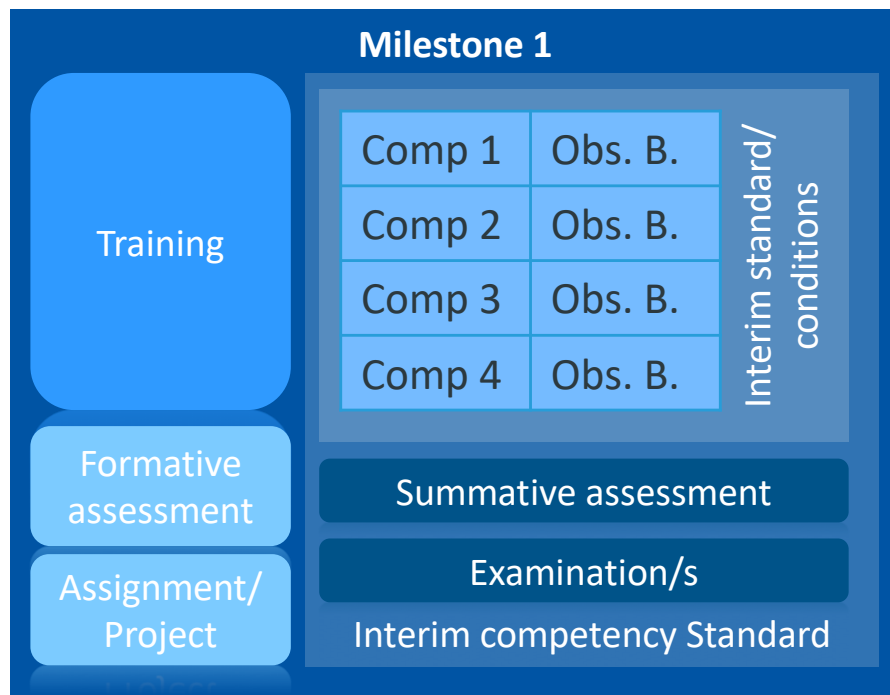 Milestone 1
Training
Formative
assessment
Assignment/
Project
Comp 1 Obs. B.
Comp 2 Obs. B.
Comp 3 Obs. B.
Comp 4 Obs. B.
Interim standard/
conditions
Summative assessment
Examination/s
Interim competency Standard